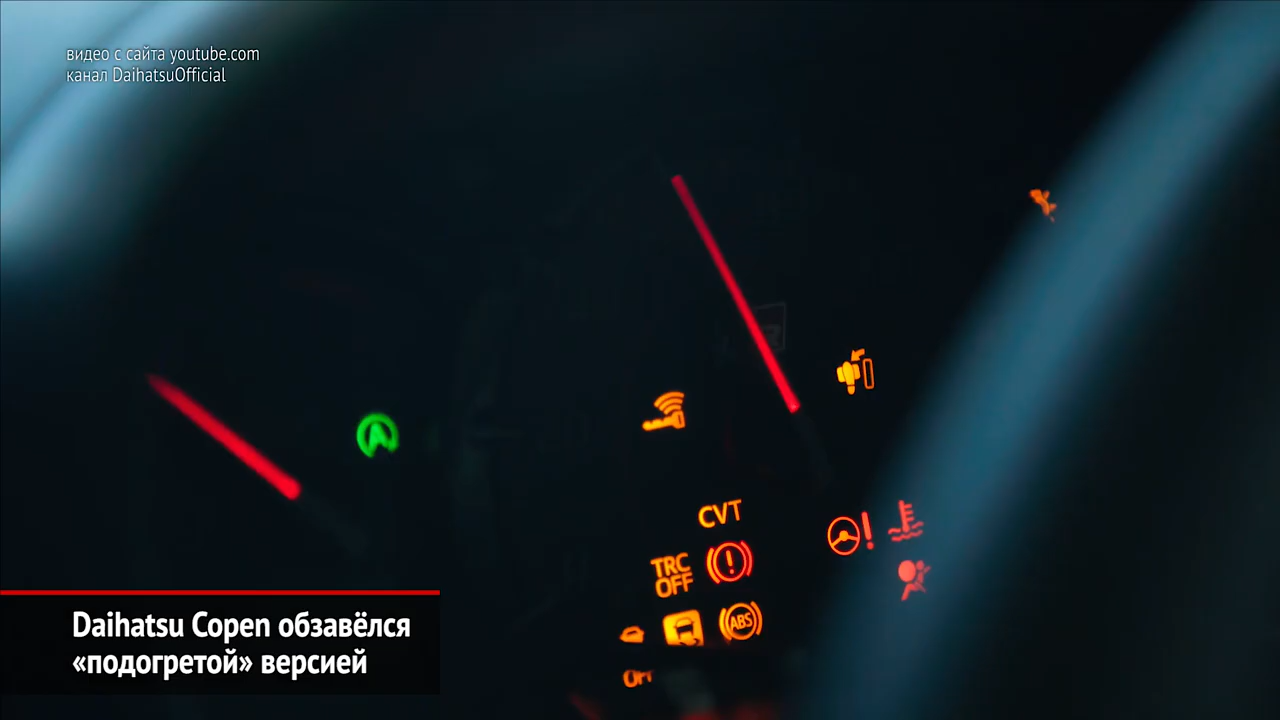 видео с сайта youtube.com
канал DaihatsuOfficial
A
CVT
TRC
OFF
ABS
Daihatsu Copen обзавёлся
«подогретой» версией